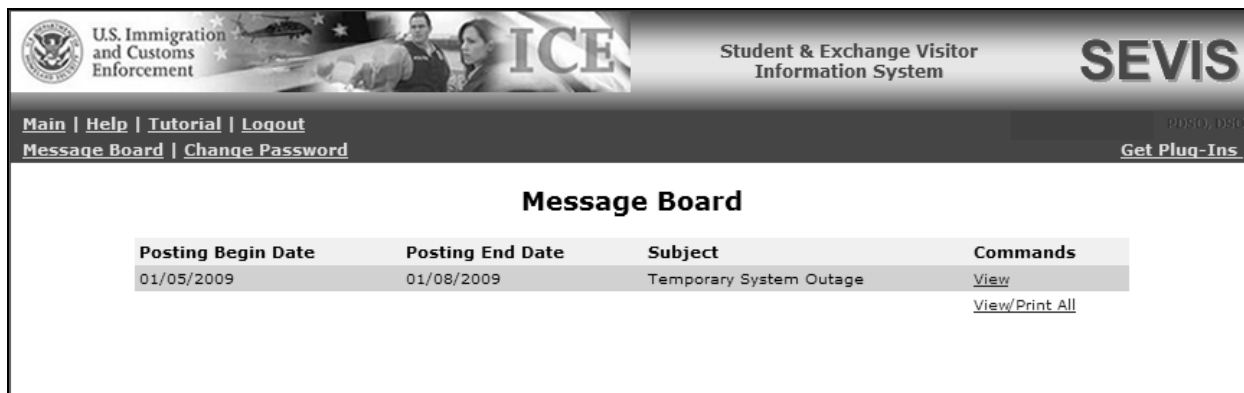 U.S. Immigration
and Customs
Enforcement
ICE
Student & Exchange Visitor
Information System
SEVIS
Main | Help | Tutorial | Logout
PDSO, DSO
Message Board | Change Password
Get Plug-Ins
Message Board
Posting Begin Date Posting End Date Subject Commands
01/05/2009 01/08/2009 Temporary System Outage View
View/Print All